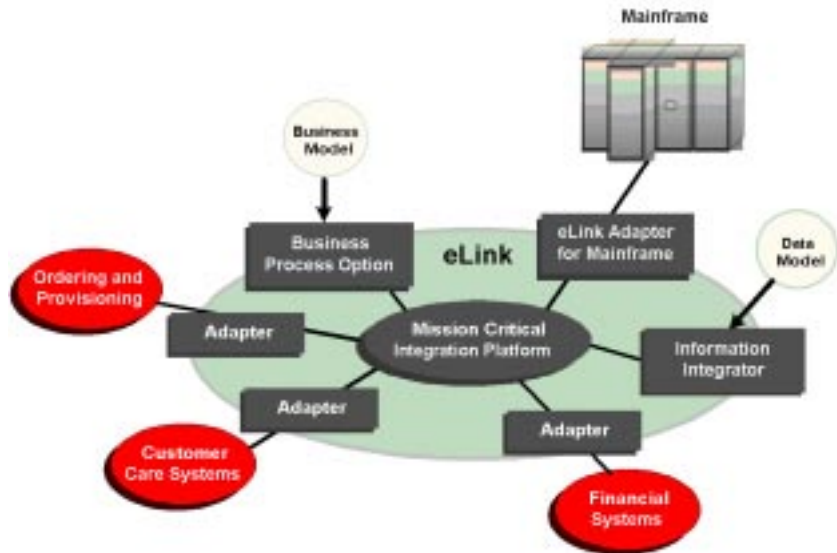 Mainframe
Business
Model
Business
Process Option
eLink
eLink Adapter
for Mainframe
Data
Model
Ordering and
Provisioning
Adapter
Mission Critical
Integration Platform
Information
Integrator
Adapter
Adapter
Customer
Care Systems
Financial
Systems